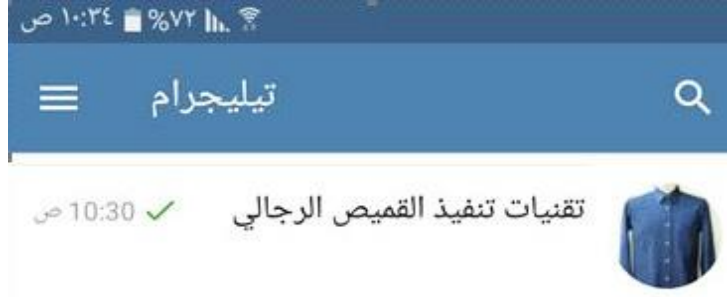 ١٠:٣٤ ص %٧٢
تيليجرام
تقنيات تنفيذ القميص الرجالي 10:30 ص